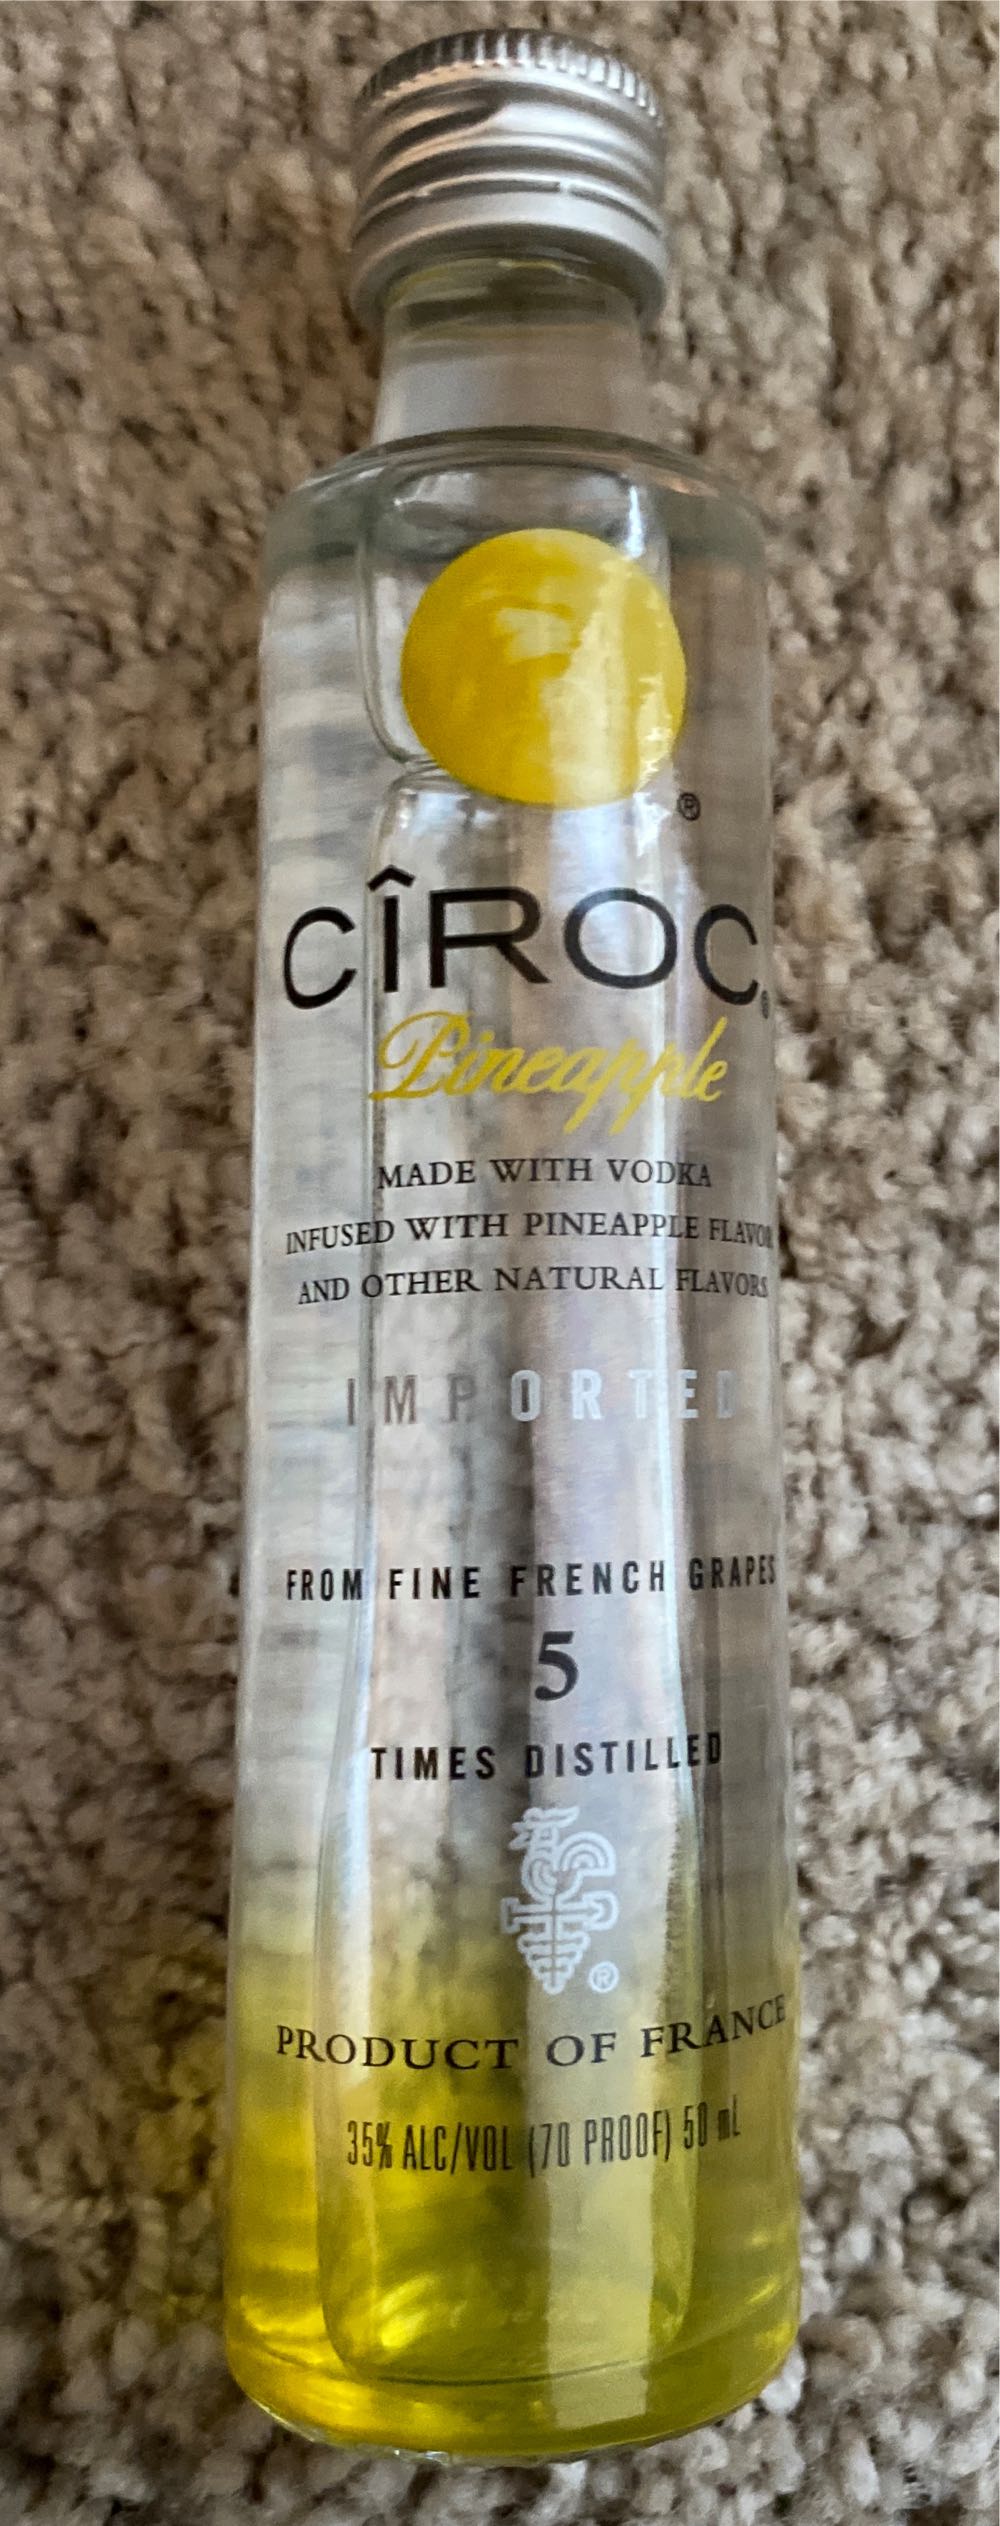 ®
CÎROC®
Pineapple
MADE WITH VODKA
INFUSED WITH PINEAPPLE FLAVOR
AND OTHER NATURAL FLAVORS
IMPORTED
FROM FINE FRENCH GRAPES
5
TIMES DISTILLED
®
PRODUCT OF FRANCE
35% ALC/VOL (70 PROOF) 50 mL